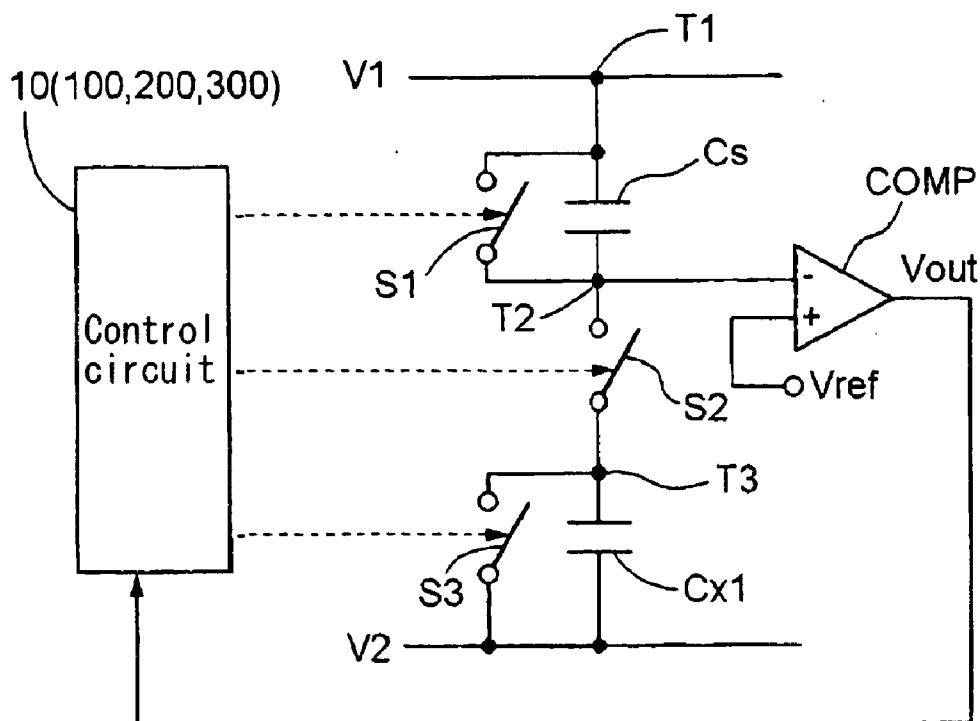 T1
V1
10(100,200,300)
Cs
COMP
S1
Vout
-
T2
+
Control
circuit
S2
Vref
T3
S3
Cx1
V2